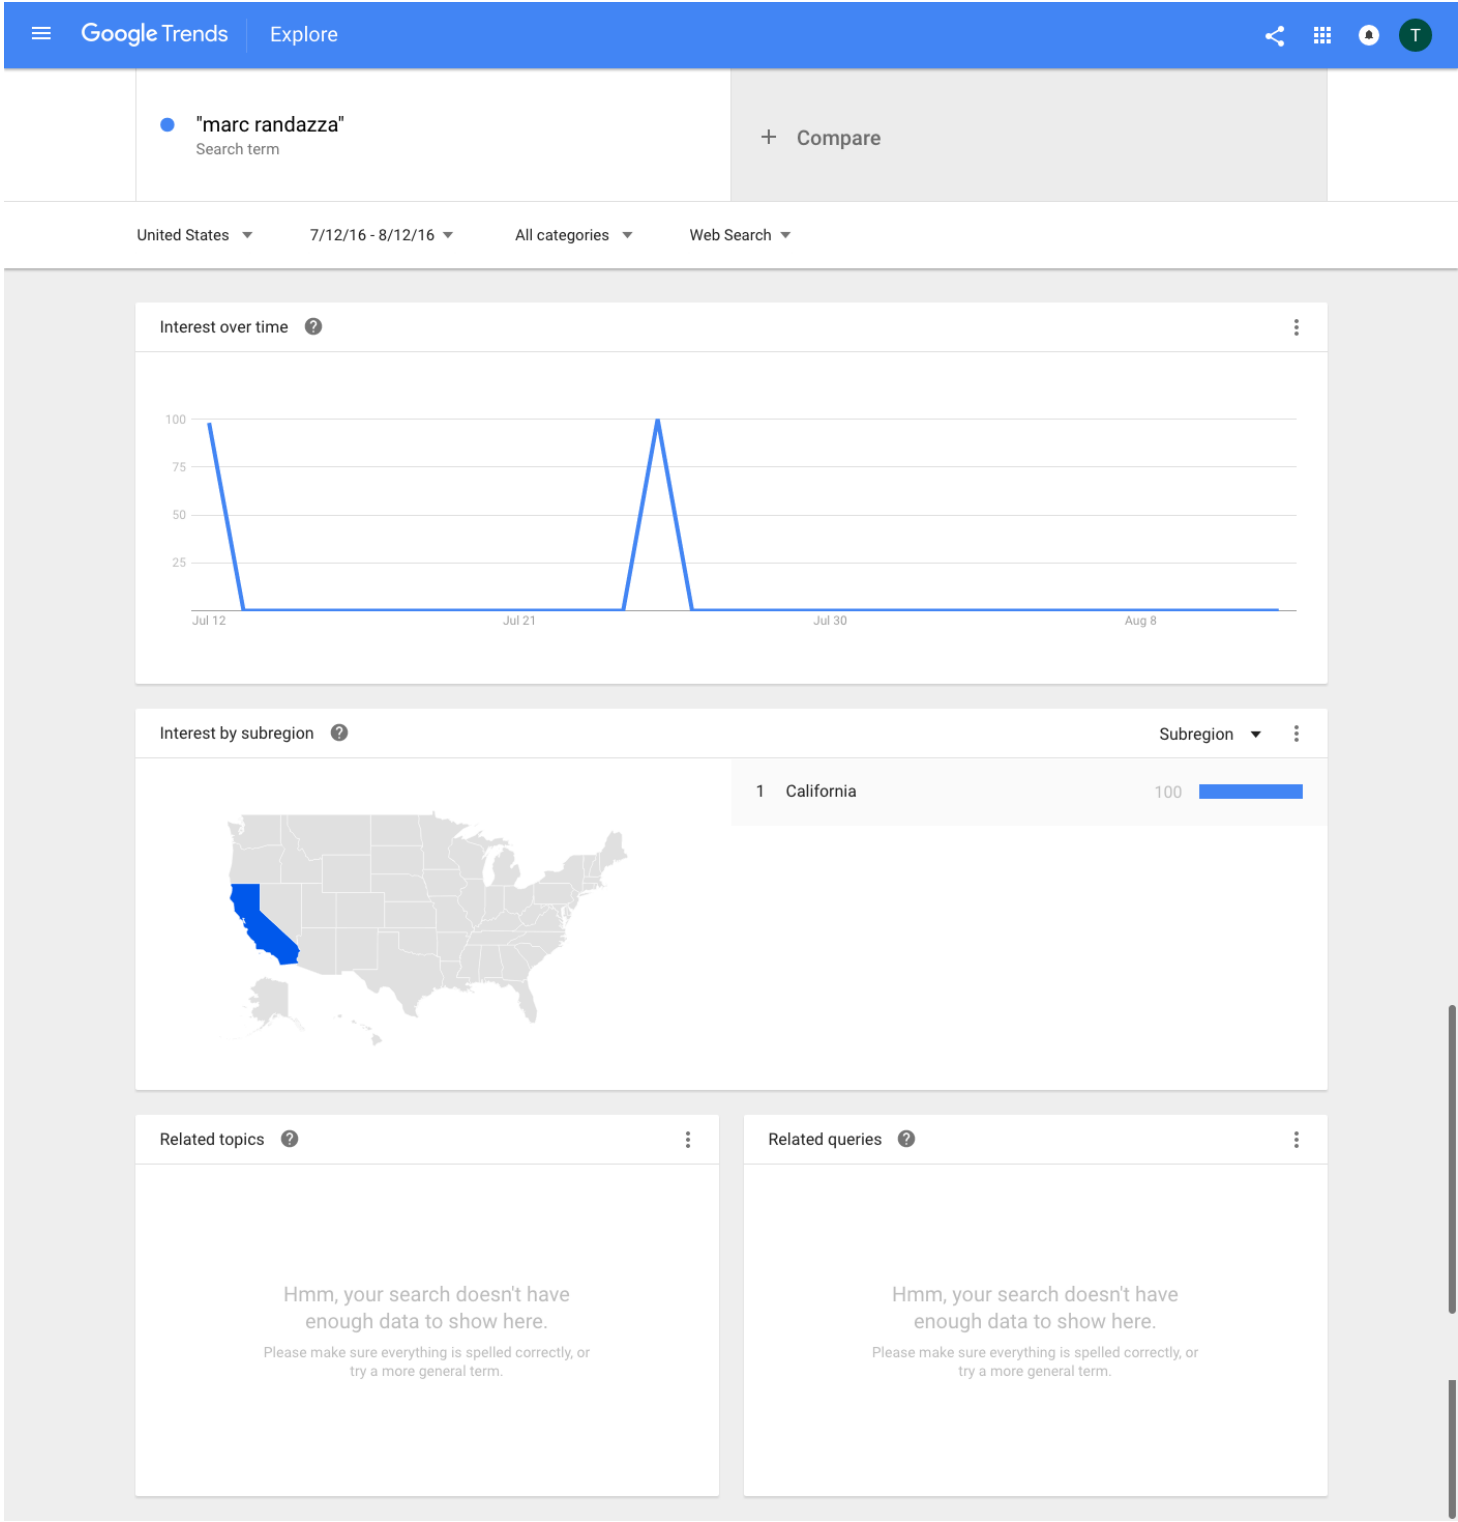 Google Trends Explore T
"marc randazza"
Search term
+ Compare
United States 7/12/16 - 8/12/16 All categories Web Search
Interest over time ?
100
75
50
25
Jul 12 Jul 21 Jul 30 Aug 8
Interest by subregion ? Subregion
1 California 100
Related topics ?
Hmm, your search doesn't have
enough data to show here.
Please make sure everything is spelled correctly, or
try a more general term.
Related queries ?
Hmm, your search doesn't have
enough data to show here.
Please make sure everything is spelled correctly, or
try a more general term.